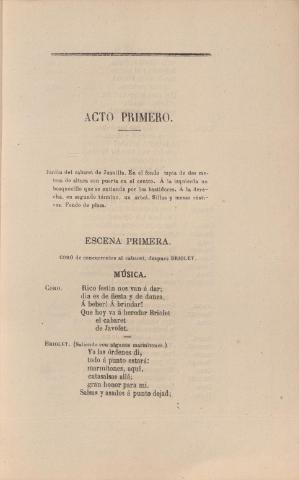 ACTO PRIMERO.
Jardin del cabaret de Javolla. En el fondo tapia de dos me-
tros de altura con puerta en el centro. Á la izquierda un
bosquecillo que se extiende por los bastidores. Á la dere-
cha, en segundo término, un árbol. Sillas y mesas rústi-
cas. Fondo de plaza.
ESCENA PRIMERA.
CORO de concurrentes al cabaret, despues BRIOLET.
MÚSICA.
CORO. Rico festin nos van á dar;
dia es de fiesta y de danza,
Á beber! Á brindar!
Que hoy va á heredar Briolet
el cabaret
de Javolet.
BRIOLET. (Saliendo con algunos marmitones.)
Ya las órdenes di,
todo á punto estará:
marmitones, aquí,
catasalsas allá;
gran honor para mí.
Salsas y asados á punto dejad;